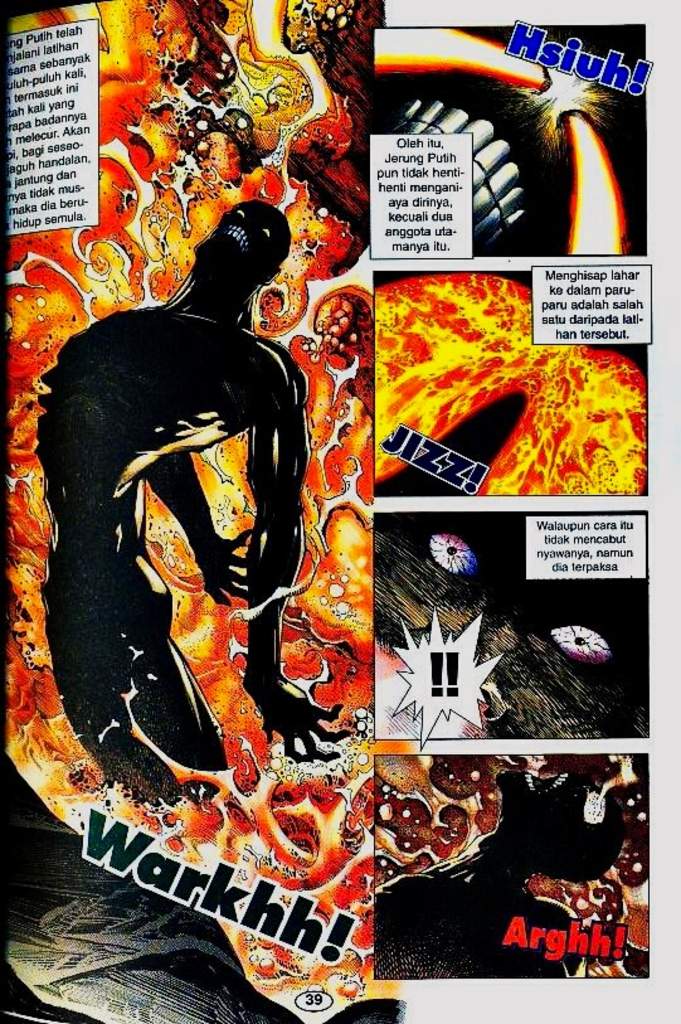 ng Putih telah
njalani latihan
sama sebanyak
uluh-puluh kali,
termasuk ini
tah kali yang
rapa badannya
h melecur. Akan
pi, bagi seseo-
jaguh handalan,
jantung dan
nya tidak mus-
maka dia beru-
hidup semula.
Hsiuh!
Oleh itu,
Jerung Putih
pun tidak henti-
henti mengani-
aya dirinya,
kecuali dua
anggota uta-
manya itu.
Menghisap lahar
ke dalam paru-
paru adalah salah
satu daripada lati-
han tersebut.
JIZZ!
Walaupun cara itu
tidak mencabut
nyawanya, namun
dia terpaksa
!!
Warkhh!
Arghh!
39